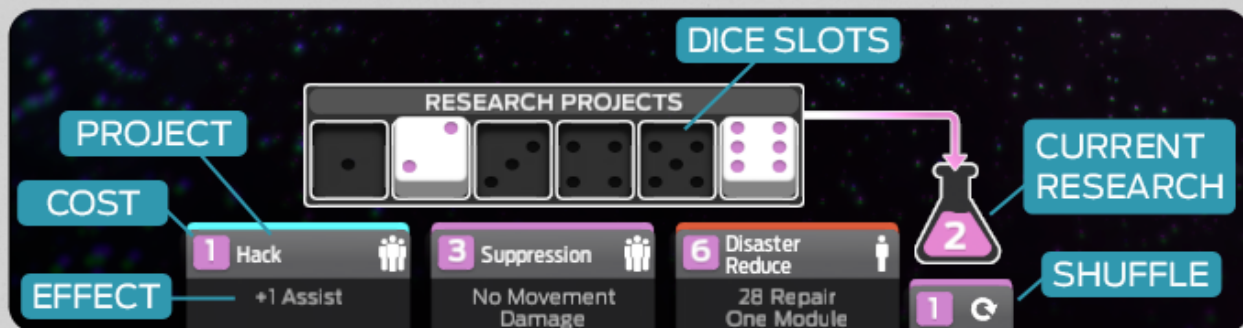 DICE SLOTS
RESEARCH PROJECTS
PROJECT
CURRENT
RESEARCH
COST
2
1 Hack
3 Suppression
6 Disaster
Reduce
SHUFFLE
EFFECT
+1 Assist
No Movement
Damage
28 Repair
One Module
1